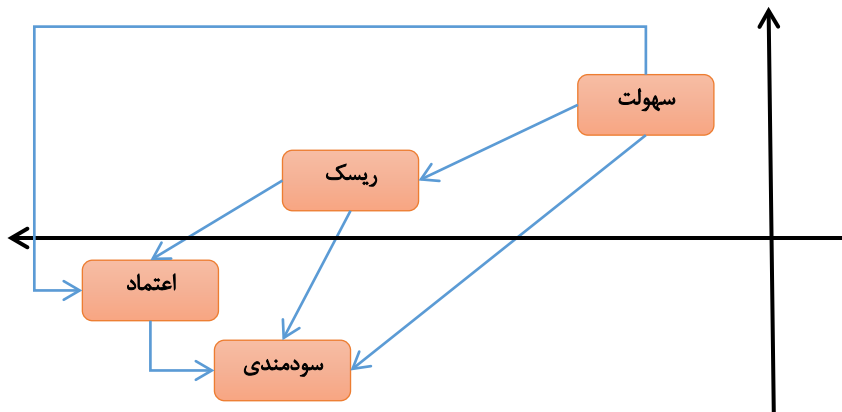 سهولت
ریسک
اعتماد
سودمندی